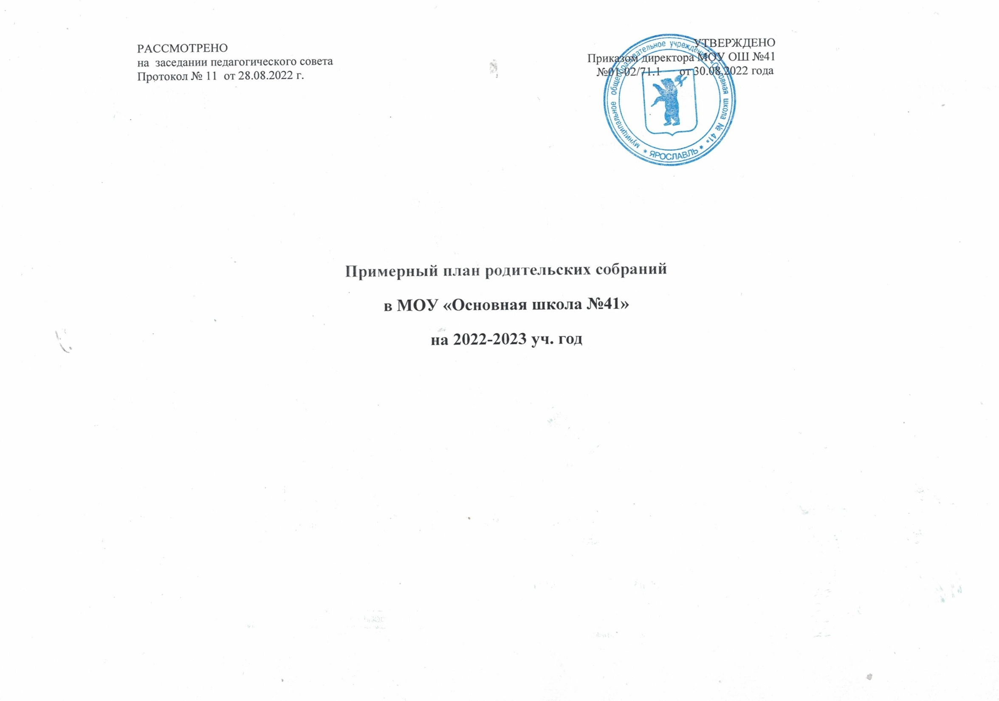 РАССМОТРЕНО
на заседании педагогического совета
Протокол № 11 от 28.08.2022 г.
УТВЕРЖДЕНО
Приказом директора МОУ ОШ №41
№01-02/71.1 от 30.08.2022 года
муниципальное общеобразовательное учреждение «Основная школа № 41»
* ЯРОСЛАВЛЬ *
Примерный план родительских собраний
в МОУ «Основная школа №41»
на 2022-2023 уч. год